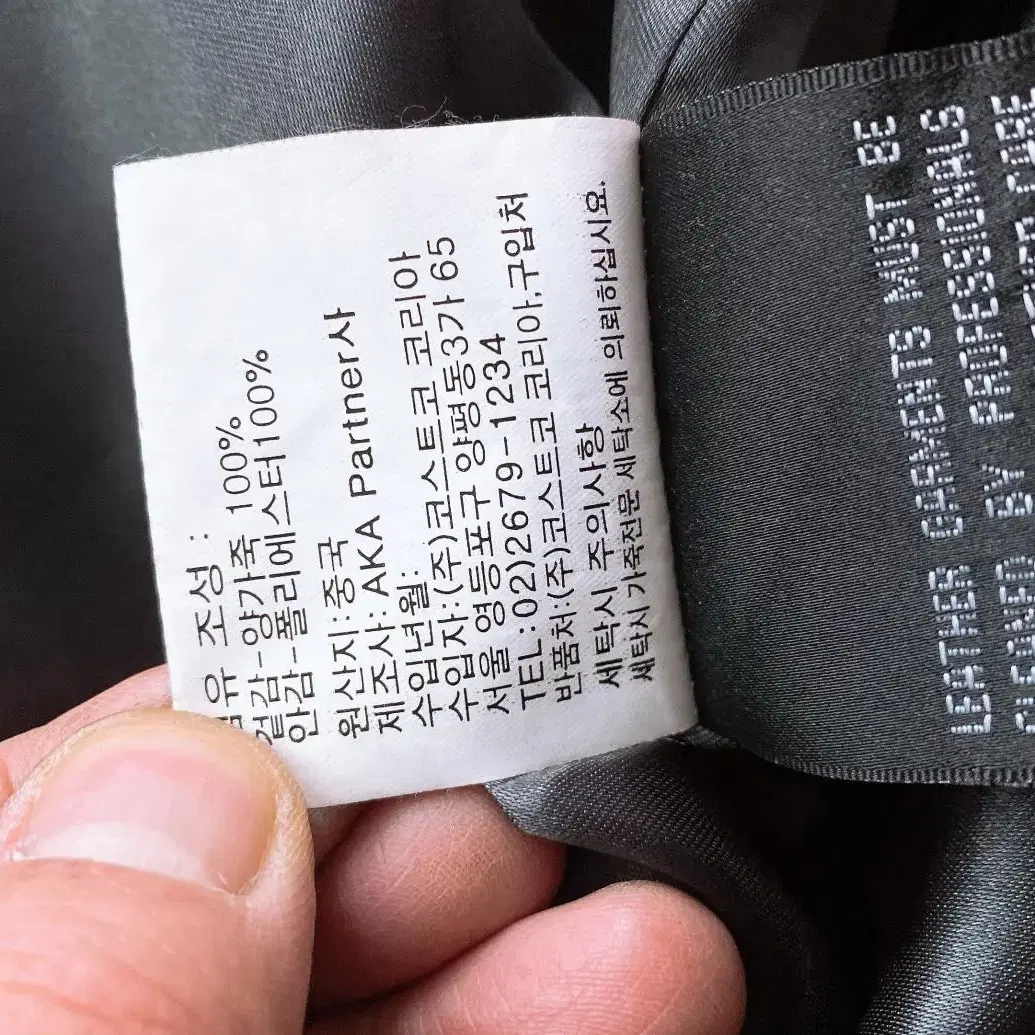 섬유 조성:
겉감-양가죽 100%
안감-폴리에스터100%
원산지:중국
제조사:AKA Partner사
수입년월:
수입자:(주)코스트코 코리아
서울 영등포구 양평동3가 65
TEL:02)2679-1234
반품처:(주)코스트코 코리아,구입처
세탁시 주의사항
세탁시 가죽전문 세탁소에 의뢰하십시요.
LEATHER GARMENTS MUST BE
CLEANED BY PROFESSIONALS
CARE